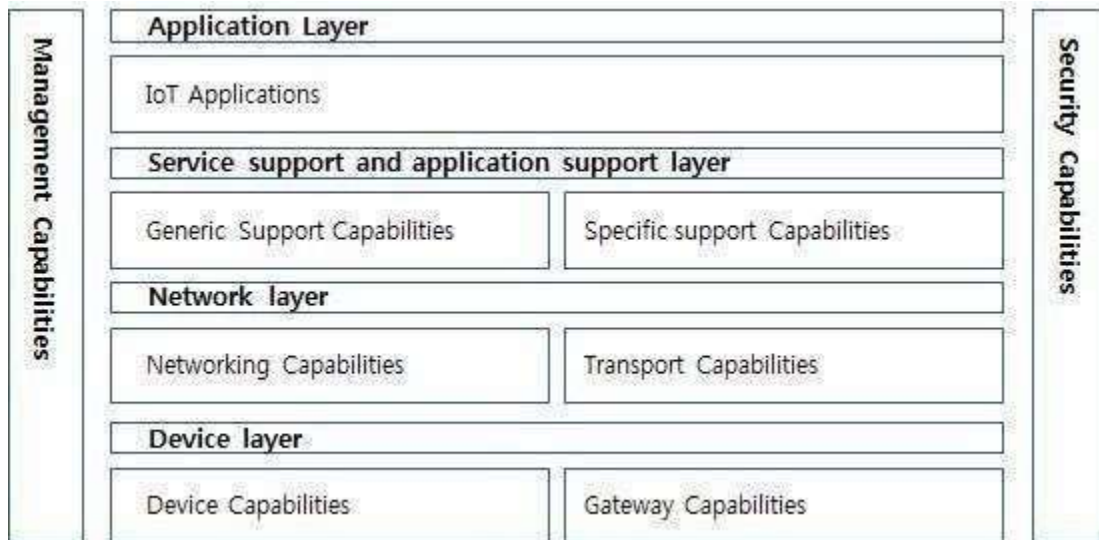 Management Capabilities
Application Layer
IoT Applications
Service support and application support layer
Generic Support Capabilities
Specific support Capabilities
Network layer
Networking Capabilities
Transport Capabilities
Device layer
Device Capabilities
Gateway Capabilities
Security Capabilities